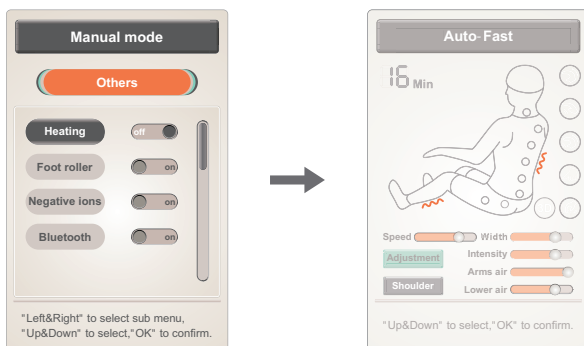 Manual mode
Others
Heating off
Foot roller on
Negative ions on
Bluetooth on
"Left&Right" to select sub menu,
"Up&Down" to select,"OK" to confirm.
Auto-Fast
16 Min
Speed Width
Adjustment Intensity
Arms air
Shoulder Lower air
"Up&Down" to select,"OK" to confirm.